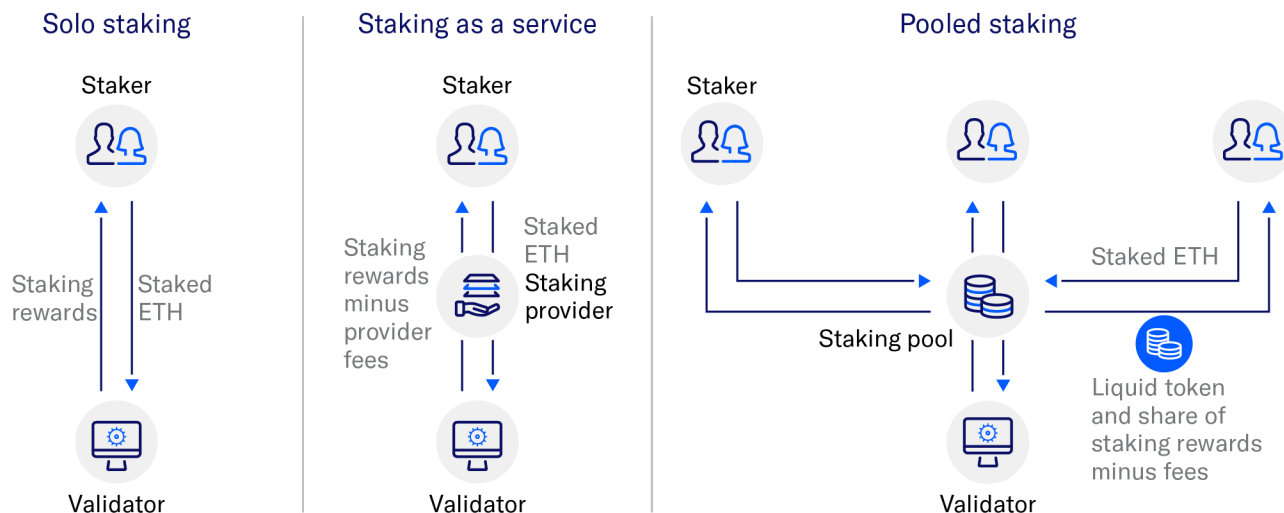 Solo staking
Staker
Staking
rewards
Staked
ETH
Validator
Staking as a service
Staker
Staking
rewards
minus
provider
fees
Staked
ETH
Staking
provider
Validator
Pooled staking
Staker
Staked ETH
Staking pool
Liquid token
and share of
staking rewards
minus fees
Validator